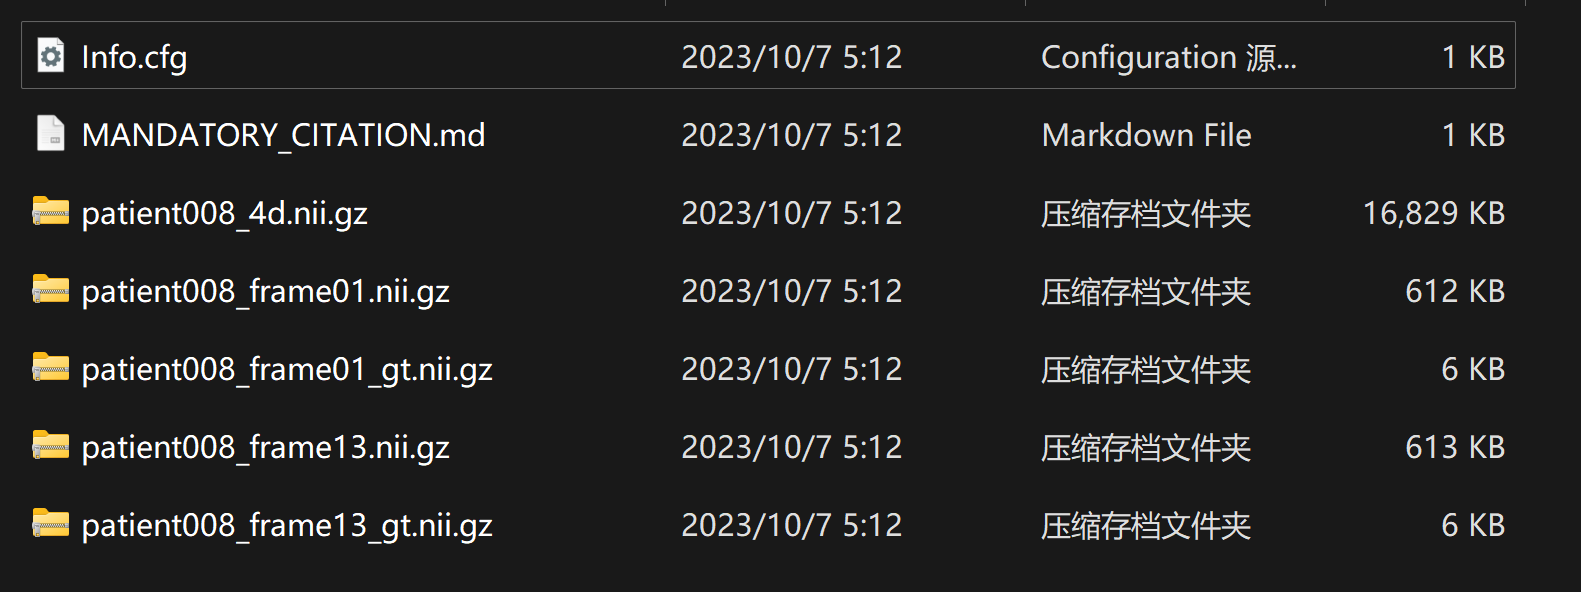 Info.cfg 2023/10/7 5:12 Configuration 源... 1 KB
MANDATORY_CITATION.md 2023/10/7 5:12 Markdown File 1 KB
patient008_4d.nii.gz 2023/10/7 5:12 压缩存档文件夹 16,829 KB
patient008_frame01.nii.gz 2023/10/7 5:12 压缩存档文件夹 612 KB
patient008_frame01_gt.nii.gz 2023/10/7 5:12 压缩存档文件夹 6 KB
patient008_frame13.nii.gz 2023/10/7 5:12 压缩存档文件夹 613 KB
patient008_frame13_gt.nii.gz 2023/10/7 5:12 压缩存档文件夹 6 KB